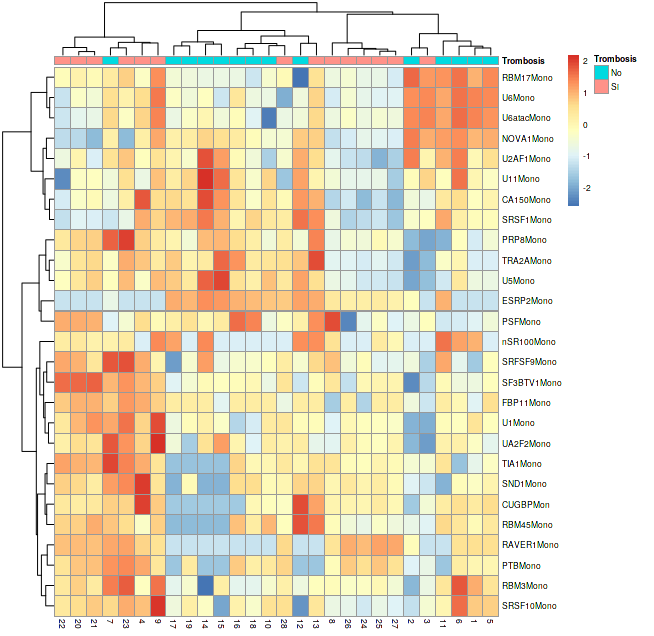 Trombosis
RBM17Mono
U6Mono
U6atacMono
NOVA1Mono
U2AF1Mono
U11Mono
CA150Mono
SRSF1Mono
PRP8Mono
TRA2AMono
U5Mono
ESRP2Mono
PSFMono
nSR100Mono
SRFSF9Mono
SF3BTV1Mono
FBP11Mono
U1Mono
UA2F2Mono
TIA1Mono
SND1Mono
CUGBPMon
RBM45Mono
RAVER1Mono
PTBMono
RBM3Mono
SRSF10Mono
22 20 21 7 23 4 9 17 19 14 15 16 18 10 28 12 13 8 26 24 25 27 2 3 11 6 1 5
2
1
0
-1
-2
Trombosis
No
SI